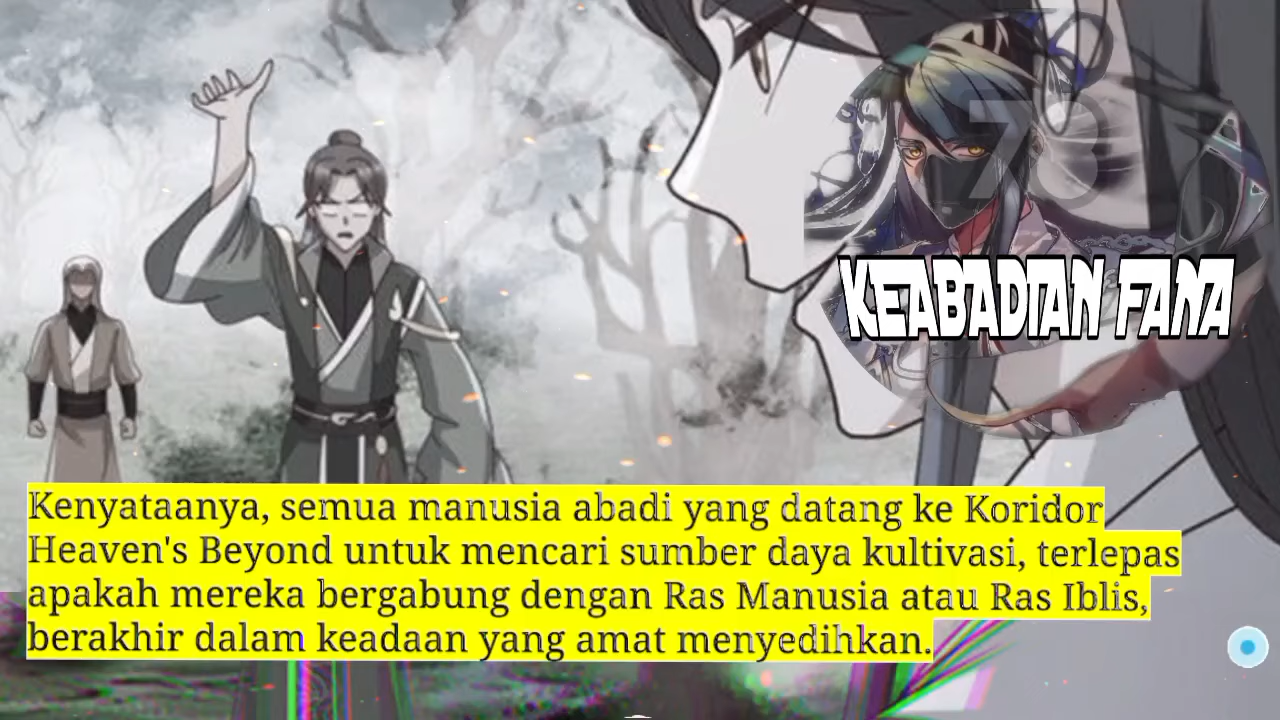 78
KEABADIAN FANA
Kenyataanya, semua manusia abadi yang datang ke Koridor
Heaven's Beyond untuk mencari sumber daya kultivasi, terlepas
apakah mereka bergabung dengan Ras Manusia atau Ras Iblis,
berakhir dalam keadaan yang amat menyedihkan.